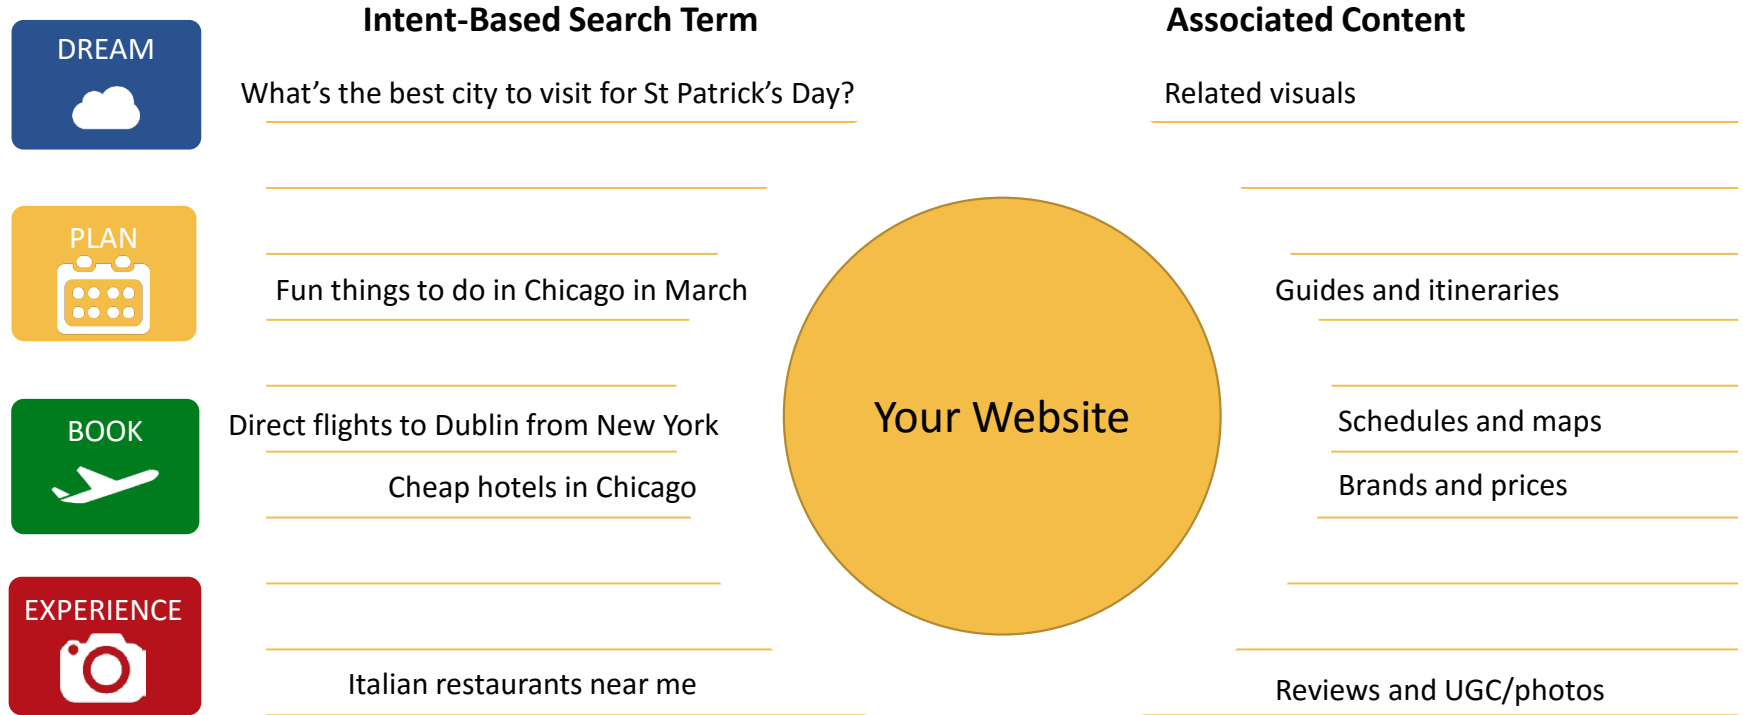 Intent-Based Search Term
Associated Content
DREAM
What's the best city to visit for St Patrick's Day?
Related visuals
PLAN
Fun things to do in Chicago in March
Guides and itineraries
Your Website
BOOK
Direct flights to Dublin from New York
Schedules and maps
Cheap hotels in Chicago
Brands and prices
EXPERIENCE
Italian restaurants near me
Reviews and UGC/photos